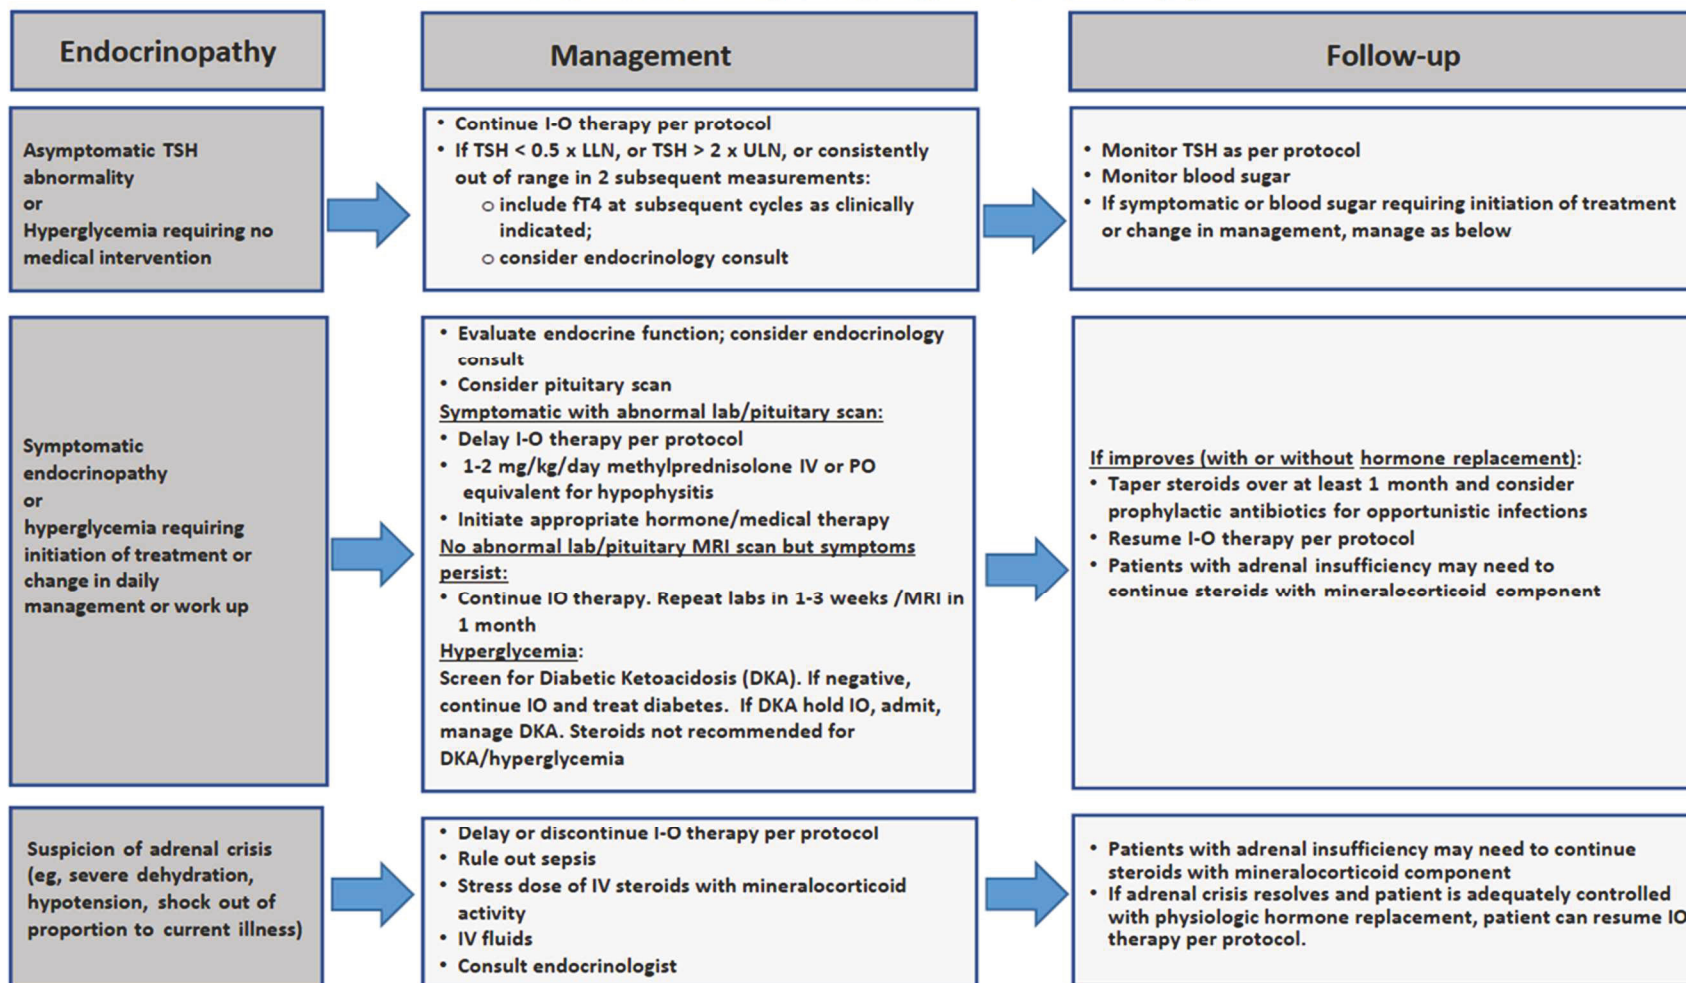 Endocrinopathy
Management
Follow-up
Asymptomatic TSH
abnormality
or
Hyperglycemia requiring no
medical intervention
• Continue I-O therapy per protocol
• If TSH < 0.5 x LLN, or TSH > 2 x ULN, or consistently
out of range in 2 subsequent measurements:
o include fT4 at subsequent cycles as clinically
indicated;
o consider endocrinology consult
• Monitor TSH as per protocol
• Monitor blood sugar
• If symptomatic or blood sugar requiring initiation of treatment
or change in management, manage as below
Symptomatic
endocrinopathy
or
hyperglycemia requiring
initiation of treatment or
change in daily
management or work up
• Evaluate endocrine function; consider endocrinology
consult
• Consider pituitary scan
Symptomatic with abnormal lab/pituitary scan:
• Delay I-O therapy per protocol
• 1-2 mg/kg/day methylprednisolone IV or PO
equivalent for hypophysitis
• Initiate appropriate hormone/medical therapy
No abnormal lab/pituitary MRI scan but symptoms
persist:
• Continue IO therapy. Repeat labs in 1-3 weeks /MRI in
1 month
Hyperglycemia:
Screen for Diabetic Ketoacidosis (DKA). If negative,
continue IO and treat diabetes. If DKA hold IO, admit,
manage DKA. Steroids not recommended for
DKA/hyperglycemia
If improves (with or without hormone replacement):
• Taper steroids over at least 1 month and consider
prophylactic antibiotics for opportunistic infections
• Resume I-O therapy per protocol
• Patients with adrenal insufficiency may need to
continue steroids with mineralocorticoid component
Suspicion of adrenal crisis
(eg, severe dehydration,
hypotension, shock out of
proportion to current illness)
• Delay or discontinue I-O therapy per protocol
• Rule out sepsis
• Stress dose of IV steroids with mineralocorticoid
activity
• IV fluids
• Consult endocrinologist
• Patients with adrenal insufficiency may need to continue
steroids with mineralocorticoid component
• If adrenal crisis resolves and patient is adequately controlled
with physiologic hormone replacement, patient can resume IO
therapy per protocol.